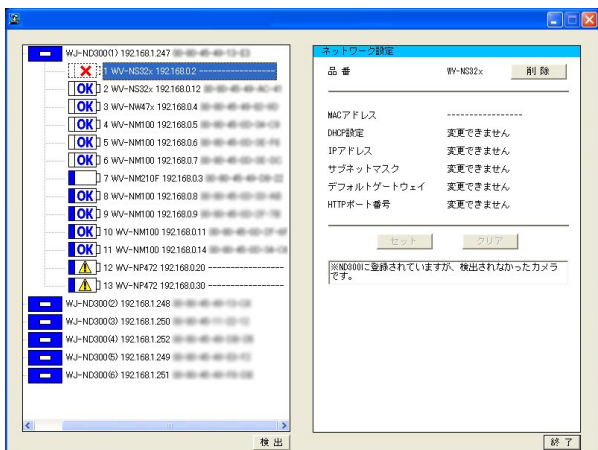 WJ-ND300(1) 192.168.1.247
1 WV-NS32x 192.168.0.2 -----------------
OK 2 WV-NS32x 192.168.0.12
OK 3 WV-NW47x 192.168.0.4
OK 4 WV-NM100 192.168.0.5
OK 5 WV-NM100 192.168.0.6
OK 6 WV-NM100 192.168.0.7
7 WV-NM210F 192.168.0.3
OK 8 WV-NM100 192.168.0.8
OK 9 WV-NM100 192.168.0.9
OK 10 WV-NM100 192.168.0.11
OK 11 WV-NM100 192.168.0.14
12 WV-NP472 192.168.0.20 -----------------
13 WV-NP472 192.168.0.30 -----------------
WJ-ND300(2) 192.168.1.248
WJ-ND300(3) 192.168.1.250
WJ-ND300(4) 192.168.1.252
WJ-ND300(5) 192.168.1.249
WJ-ND300(6) 192.168.1.251
検出
ネットワーク設定
品 番 WV-NS32x 削除
MACアドレス -----------------
DHCP設定 変更できません
IPアドレス 変更できません
サブネットマスク 変更できません
デフォルトゲートウェイ 変更できません
HTTPポート番号 変更できません
セット クリア
※ND300に登録されていますが、検出されなかったカメラ
です。
終了